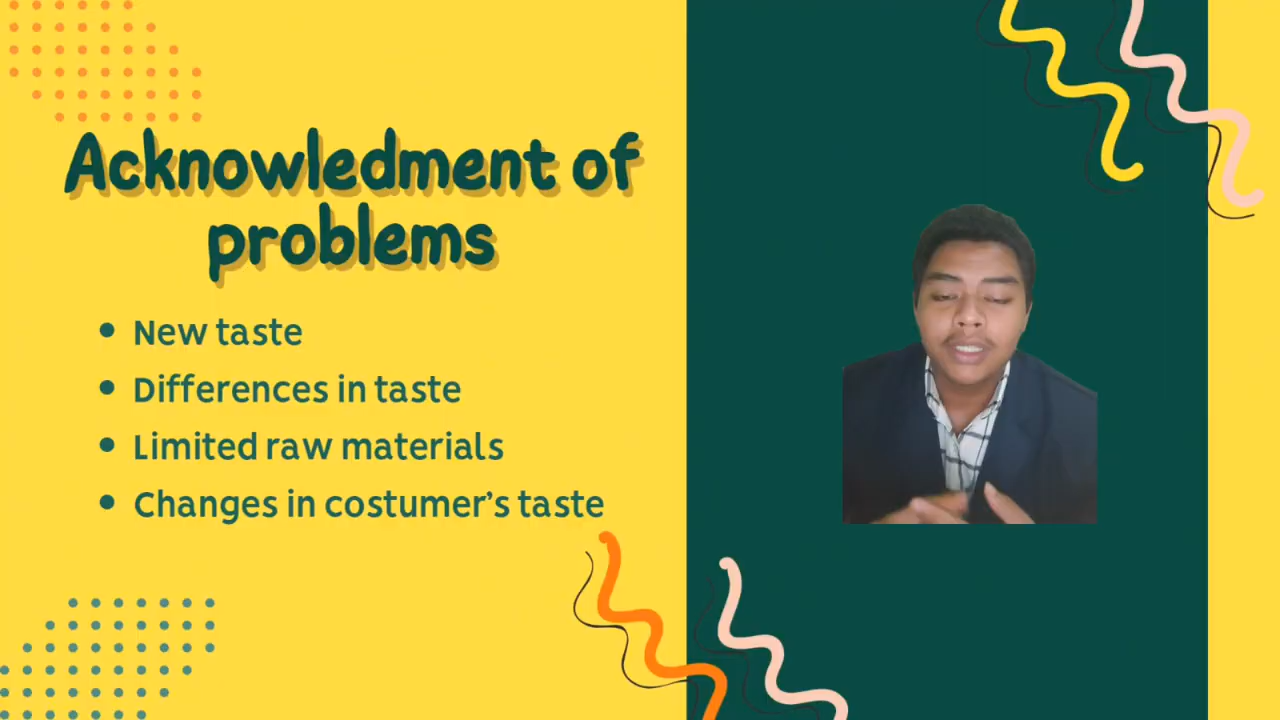 Acknowledment of
problems
New taste
Differences in taste
Limited raw materials
Changes in costumer's taste